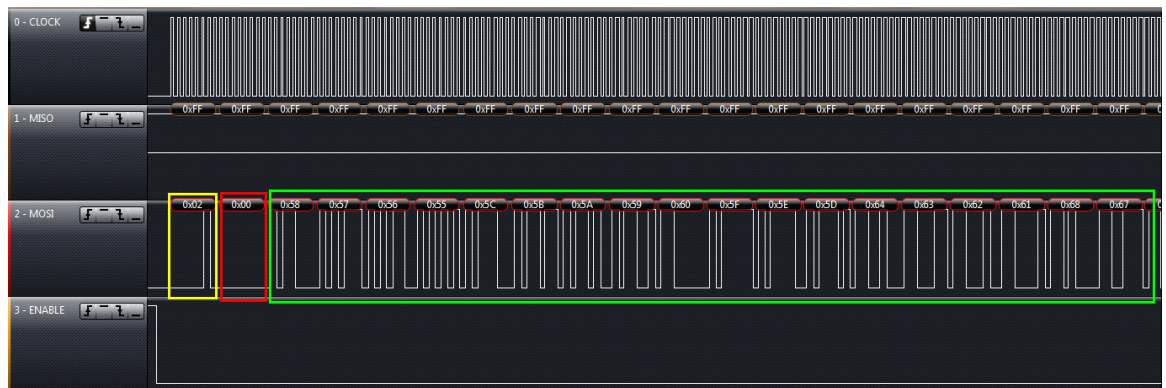 0 - CLOCK
0xFF 0xFF 0xFF 0xFF 0xFF 0xFF 0xFF 0xFF 0xFF 0xFF 0xFF 0xFF 0xFF 0xFF 0xFF 0xFF 0xFF 0xFF 0xFF 0xFF
1 - MISO
0x02 0x00 0x58 0x57 0x56 0x55 0x5C 0x5B 0x5A 0x59 0x60 0x5F 0x5E 0x5D 0x64 0x63 0x62 0x61 0x68 0x67
2 - MOSI
3 - ENABLE